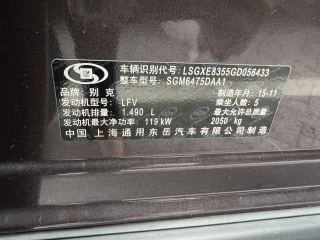 车辆识别代号: LSGXE8355GD056433
整车型号: SGM6475DAA1
品牌: 别克 制造年月: 15-11
发动机型号: LFV 乘坐人数: 5
发动机排量: 1.490 L 最大允许总质量:
发动机最大净功率: 119 kW 2050 kg
中国 上海通用东岳汽车有限公司制造